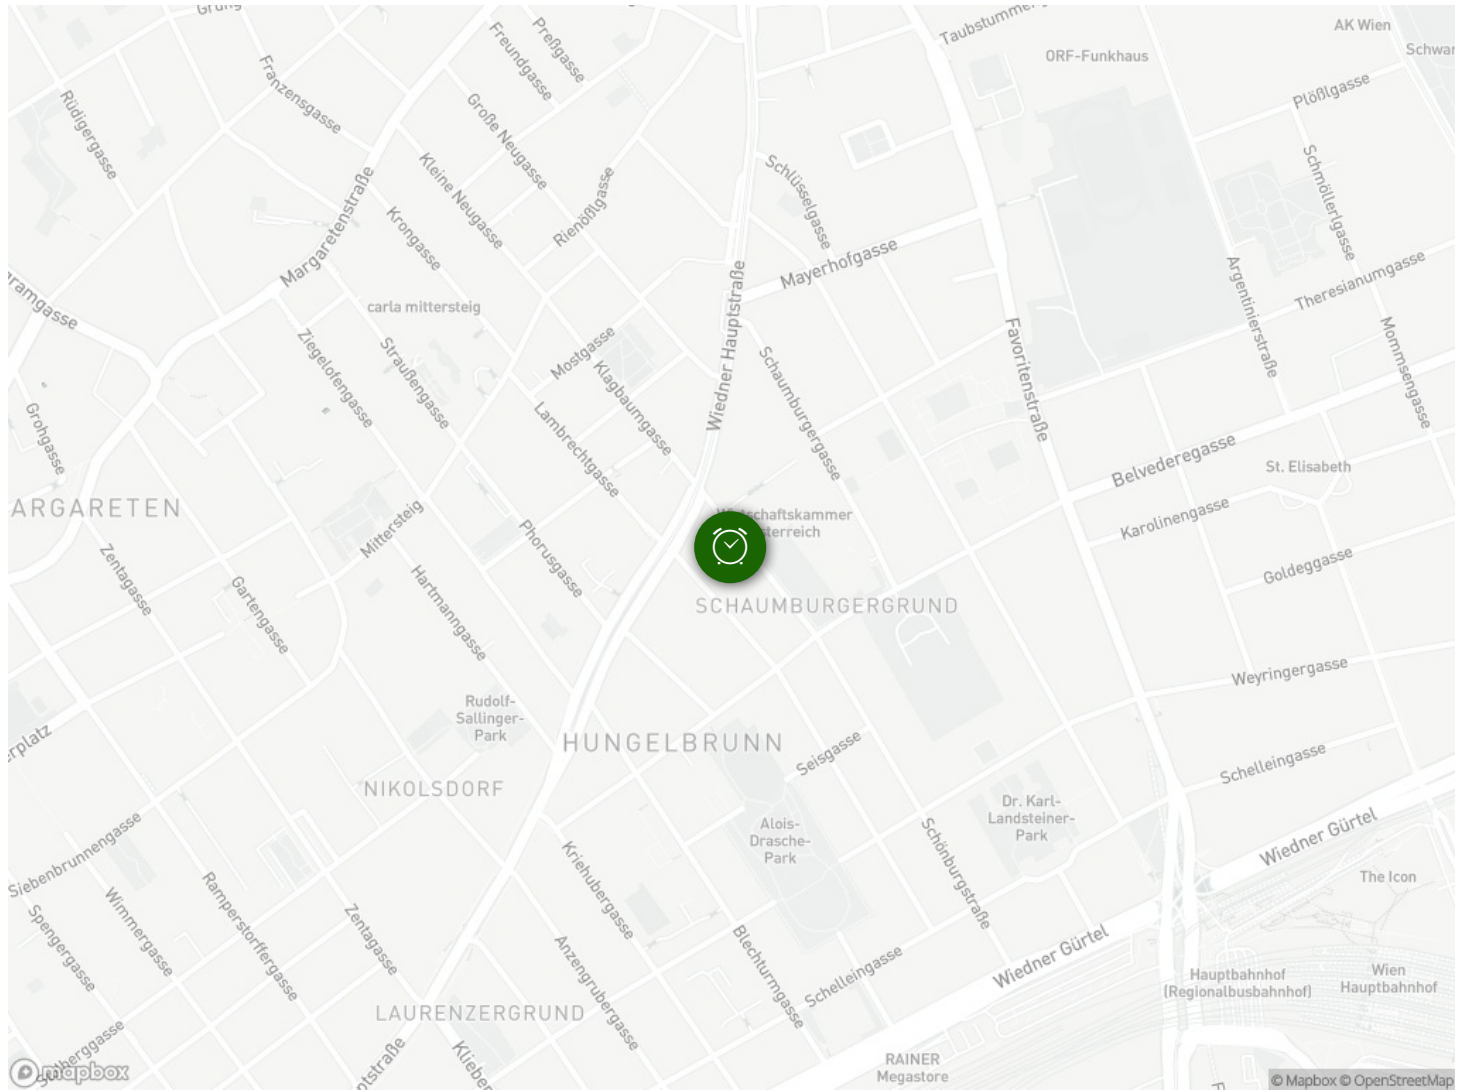 Taubstummer
AK Wien
Schwar
ORF-Funkhaus
Preßgasse
Freundgasse
Franzensgasse
Große Neugasse
Plößlgasse
Rüdigergasse
Schmöllerlgasse
Kleine Neugasse
Schlüsselgasse
Margaretenstraße
Krongasse
Rienößlgasse
Mayerhofgasse
Argentinierstraße
Theresianumgasse
carla mittersteig
Wiedner Hauptstraße
Ziegelofengasse
Straußengasse
Mostgasse
Klagbaumgasse
Schaumburgergasse
Favoritenstraße
Mommsengasse
Grohgasse
Lambrechtgasse
Belvederegasse
St. Elisabeth
ARGARETEN
Mittersteig
Phorusgasse
Karolinengasse
Goldeggasse
Zentagasse
Gartengasse
Hartmanngasse
SCHAUMBURGERGRUND
Weyringergasse
Rudolf-
Sallinger-
Park
HUNGELBRUNN
Seisgasse
Schelleingasse
NIKOLSDORF
Dr. Karl-
Landsteiner-
Park
Alois-
Drasche-
Park
Wiedner Gürtel
Siebenbrunnengasse
Kriehubergasse
Schönburgstraße
The Icon
Spengergasse
Wimmergasse
Ramperstorffergasse
Zentagasse
Anzengrubergasse
Blechturmgasse
Schelleingasse
Wiedner Gürtel
Hauptbahnhof
(Regionalbusbahnhof)
Wien
Hauptbahnhof
LAURENZERGRUND
RAINER
Megastore
mapbox
© Mapbox © OpenStreetMap